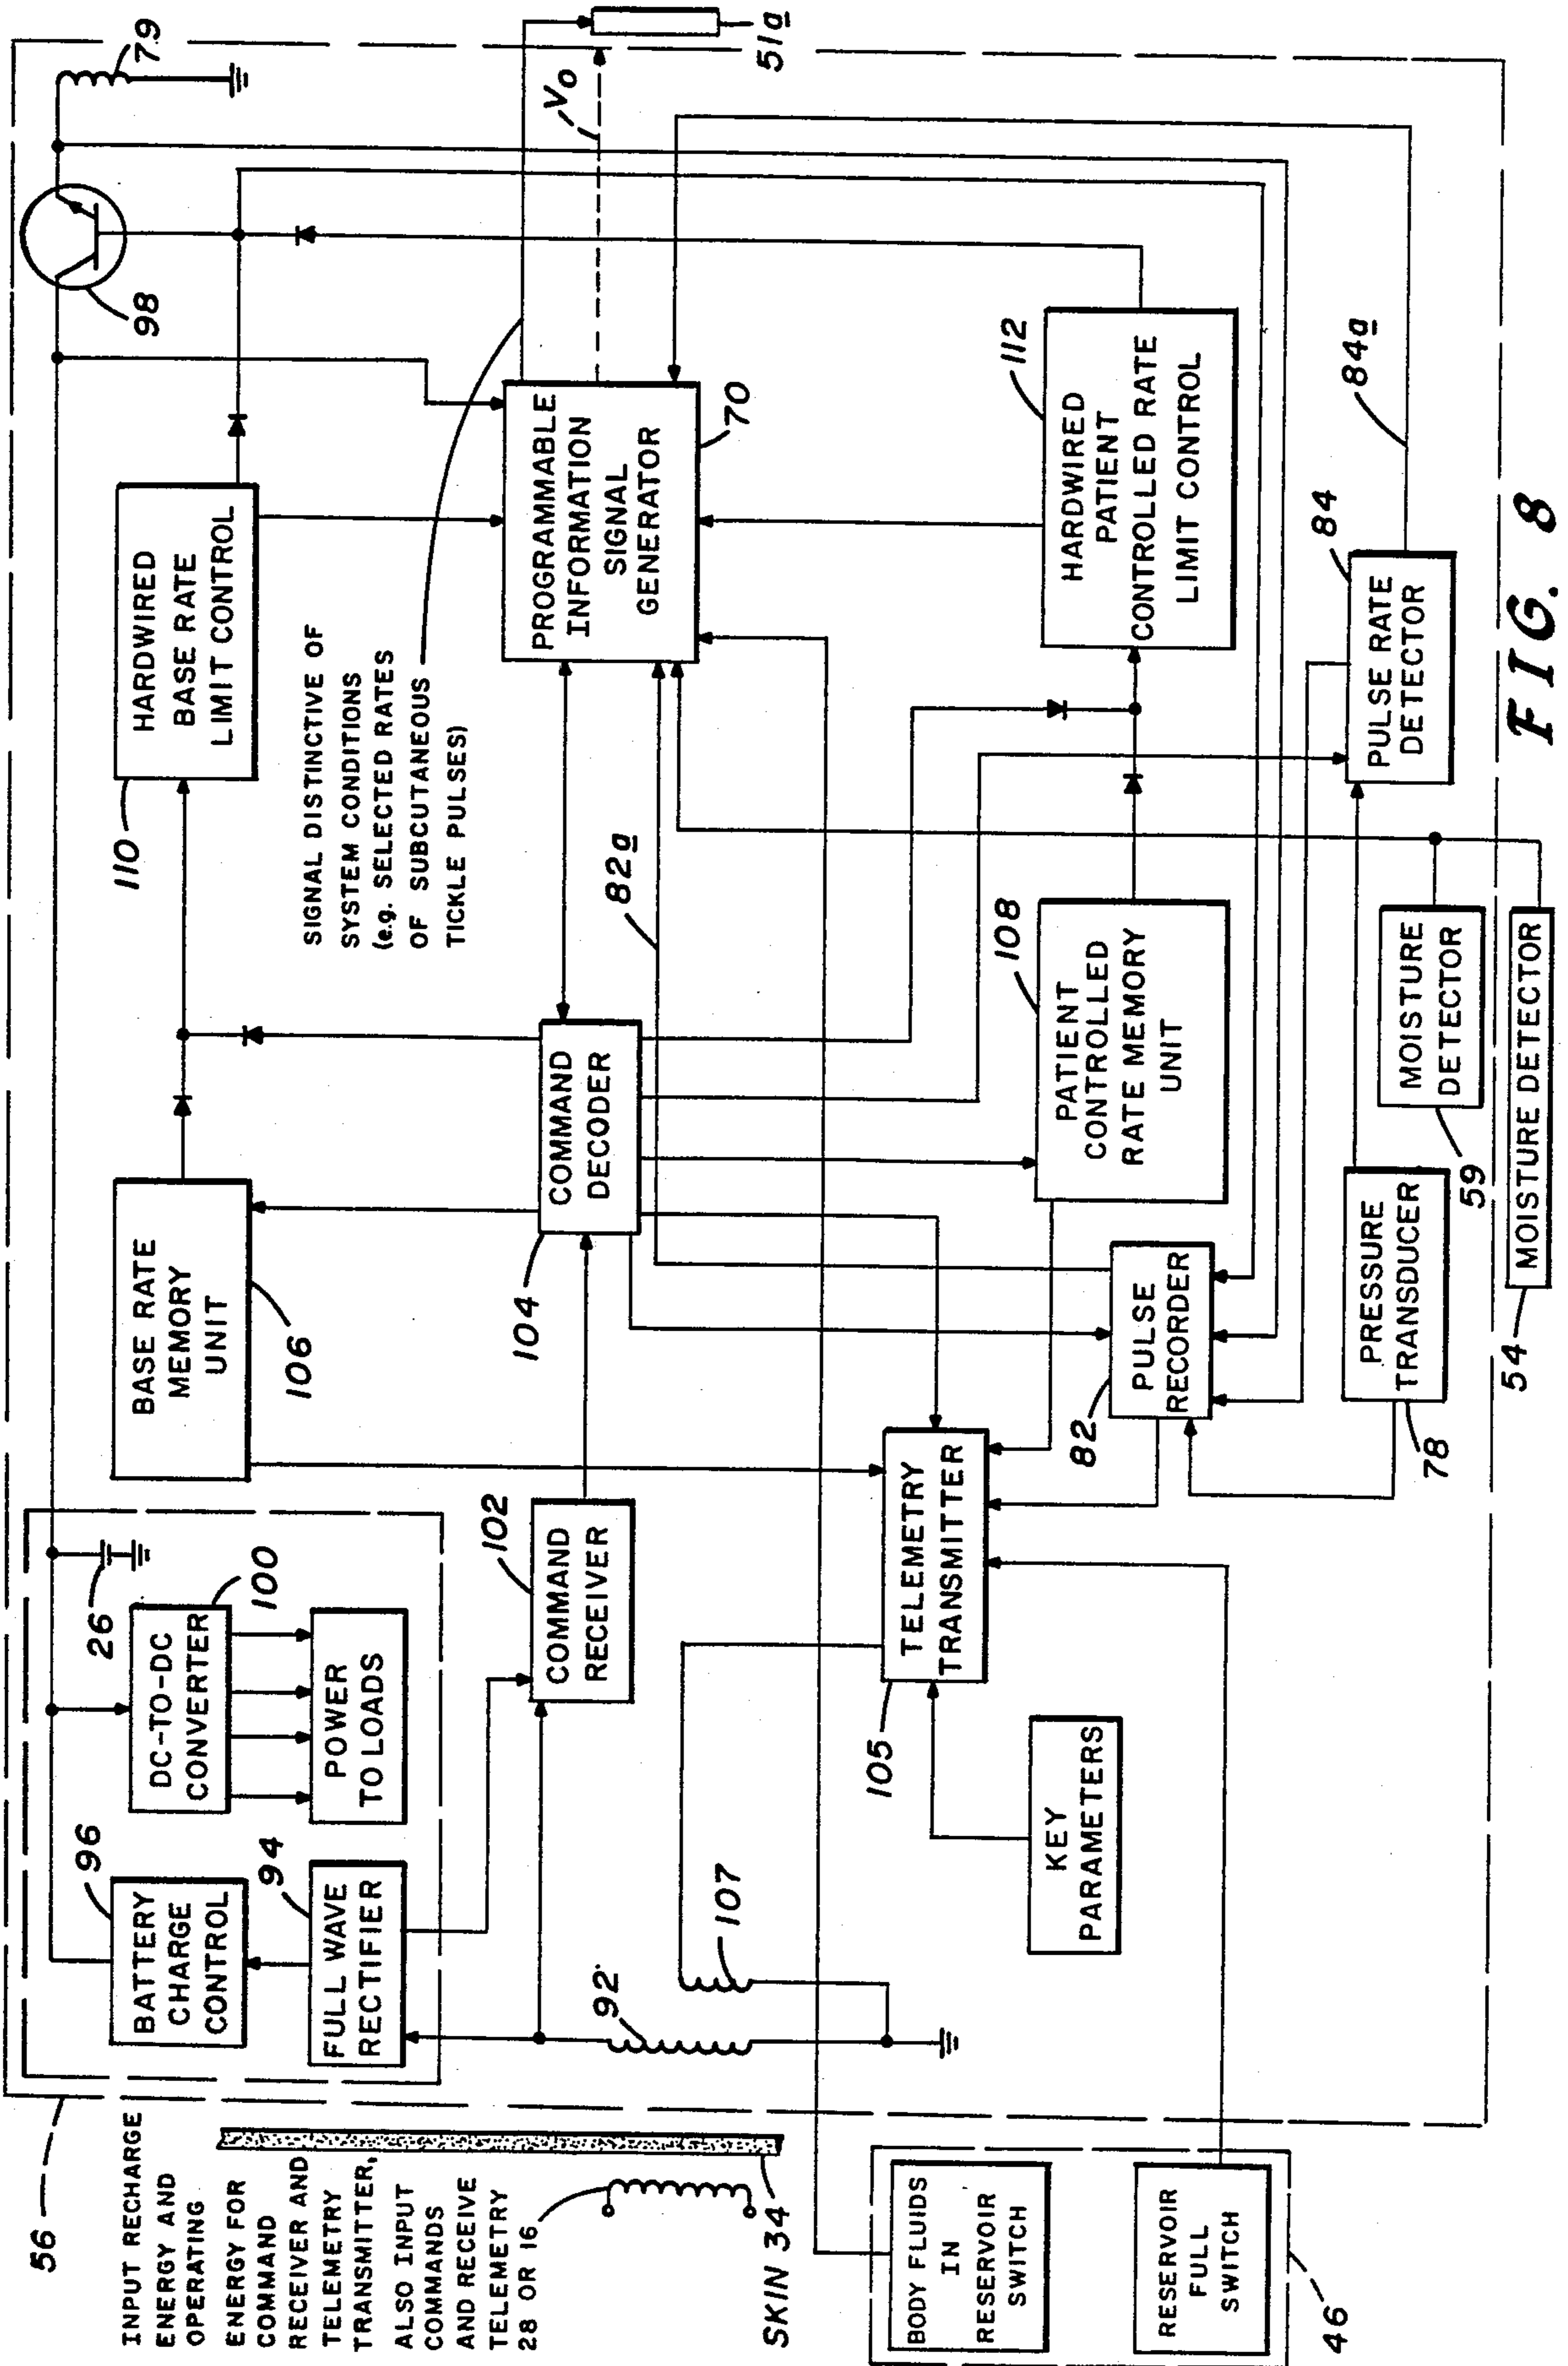 56
INPUT RECHARGE
ENERGY AND
OPERATING
ENERGY FOR
COMMAND
RECEIVER AND
TELEMETRY
TRANSMITTER,
ALSO INPUT
COMMANDS
AND RECEIVE
TELEMETRY
28 OR 16
SKIN 34
BODY FLUIDS
IN
RESERVOIR
SWITCH
RESERVOIR
FULL
SWITCH
46
BATTERY
CHARGE
CONTROL
96
FULL WAVE
RECTIFIER
94
DC-TO-DC
CONVERTER
100
POWER
TO LOADS
26
92
107
COMMAND
RECEIVER
102
KEY
PARAMETERS
TELEMETRY
TRANSMITTER
105
BASE RATE
MEMORY
UNIT
106
COMMAND
DECODER
104
PULSE
RECORDER
82
82a
PATIENT
CONTROLLED
RATE MEMORY
UNIT
108
PRESSURE
TRANSDUCER
78
MOISTURE
DETECTOR
59
MOISTURE DETECTOR
54
HARDWIRED
BASE RATE
LIMIT CONTROL
110
SIGNAL DISTINCTIVE OF
SYSTEM CONDITIONS
(e.g. SELECTED RATES
OF SUBCUTANEOUS
TICKLE PULSES)
PROGRAMMABLE
INFORMATION
SIGNAL
GENERATOR
70
HARDWIRED
PATIENT
CONTROLLED RATE
LIMIT CONTROL
112
PULSE RATE
DETECTOR
84
84a
98
79
Vo
51a
FIG. 8